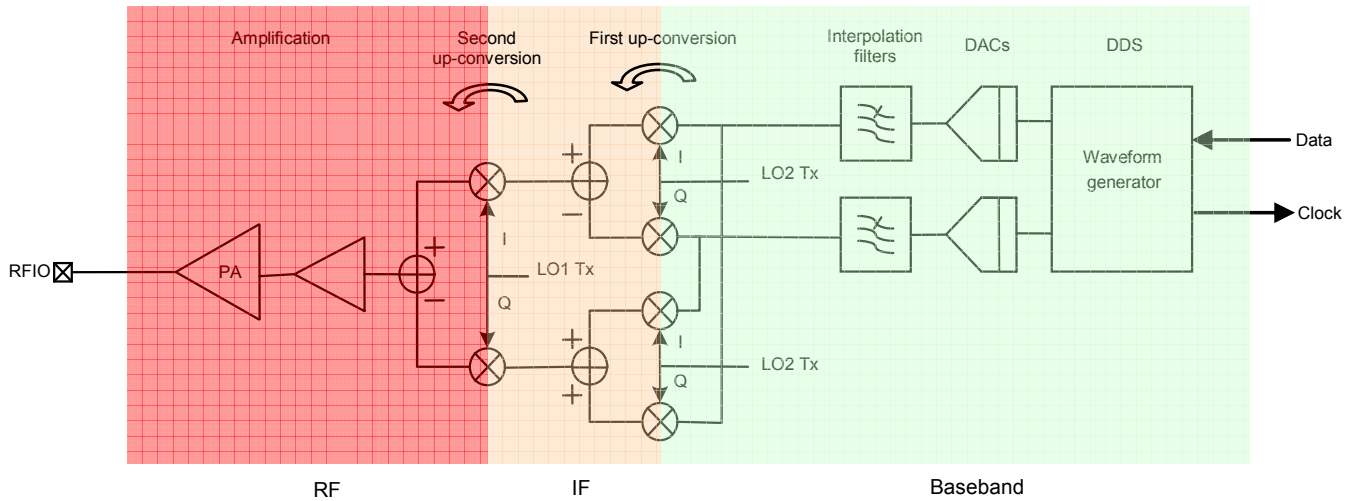 Amplification
Second
up-conversion
First up-conversion
Interpolation
filters
DACs
DDS
+
−
I
Q
LO2 Tx
Waveform
generator
Data
Clock
RFIO
PA
+
−
I
Q
LO1 Tx
+
+
I
Q
LO2 Tx
RF
IF
Baseband